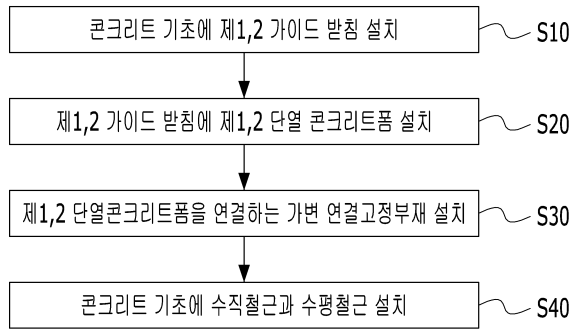 콘크리트 기초에 제1,2 가이드 받침 설치
S10
제1,2 가이드 받침에 제1,2 단열 콘크리트폼 설치
S20
제1,2 단열콘크리트폼을 연결하는 가변 연결고정부재 설치
S30
콘크리트 기초에 수직철근과 수평철근 설치
S40